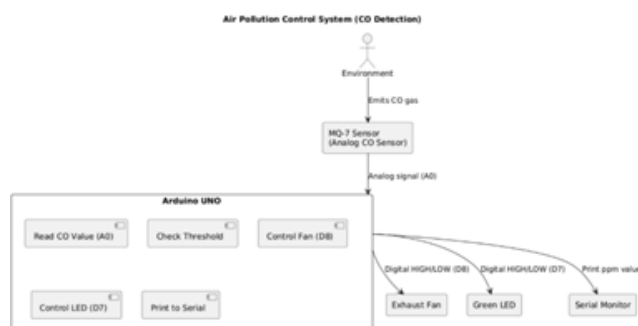 Air Pollution Control System (CO Detection)
Environment
Emits CO gas
MQ-7 Sensor
(Analog CO Sensor)
Analog signal (A0)
Arduino UNO
Read CO Value (A0)
Check Threshold
Control Fan (D8)
Control LED (D7)
Print to Serial
Digital HIGH/LOW (D8)
Digital HIGH/LOW (D7)
Print ppm value
Exhaust Fan
Green LED
Serial Monitor